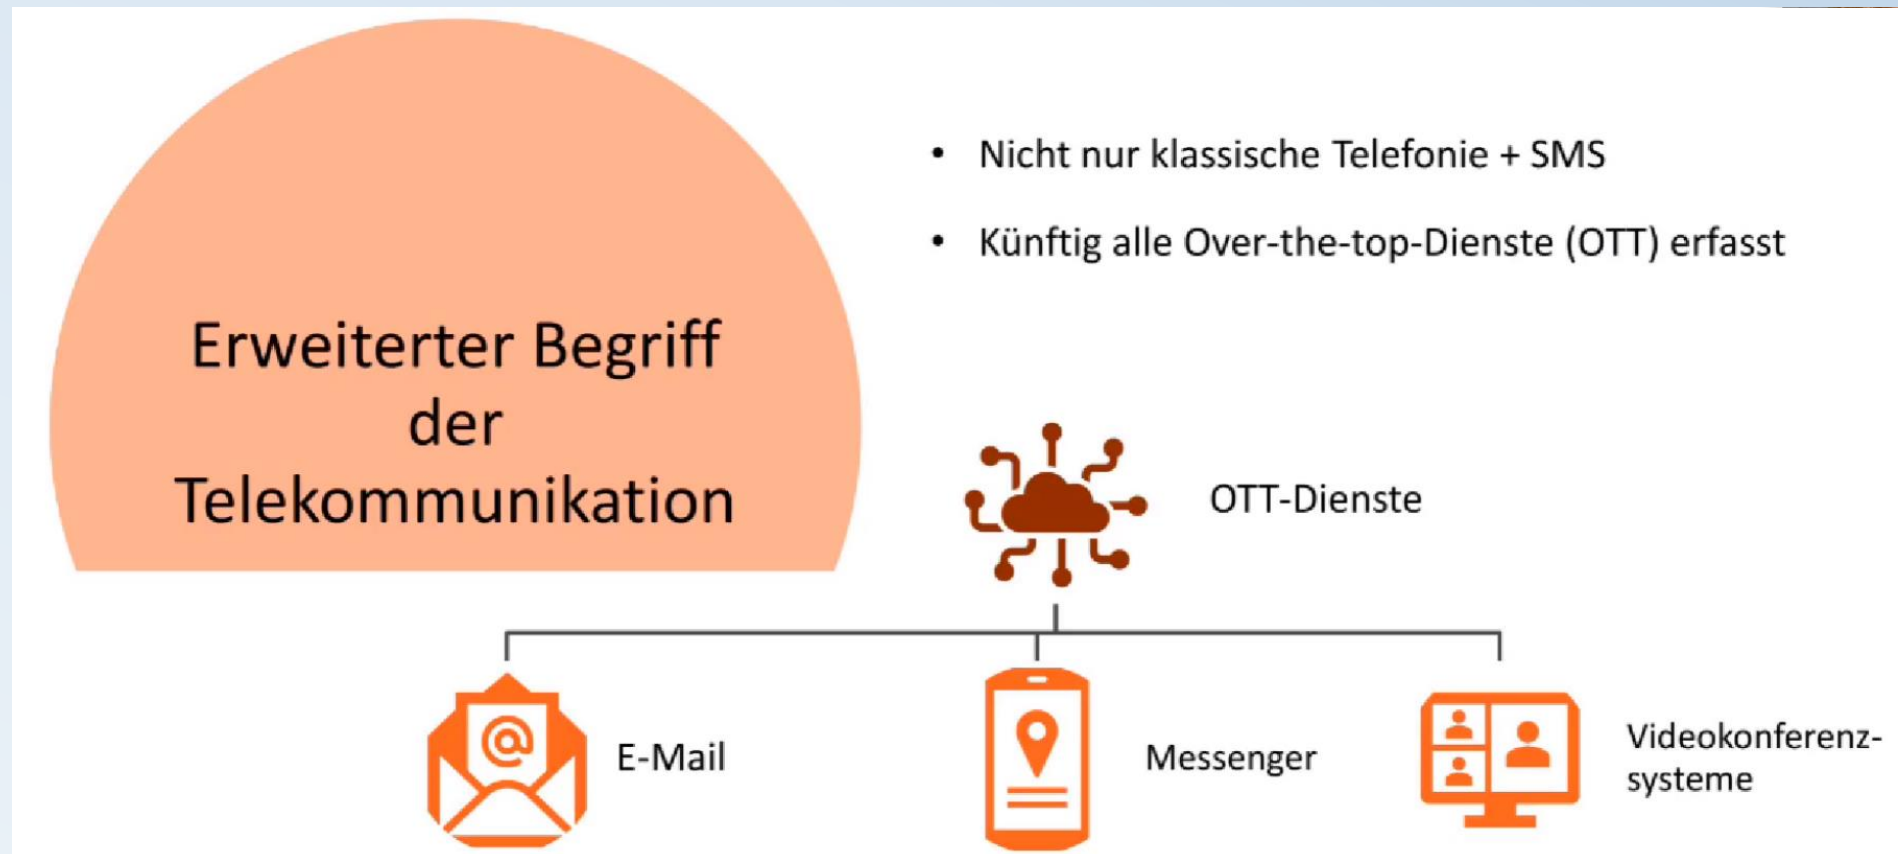 Erweiterter Begriff
der
Telekommunikation
• Nicht nur klassische Telefonie + SMS
• Künftig alle Over-the-top-Dienste (OTT) erfasst
OTT-Dienste
@
E-Mail
Messenger
Videokonferenz-
systeme